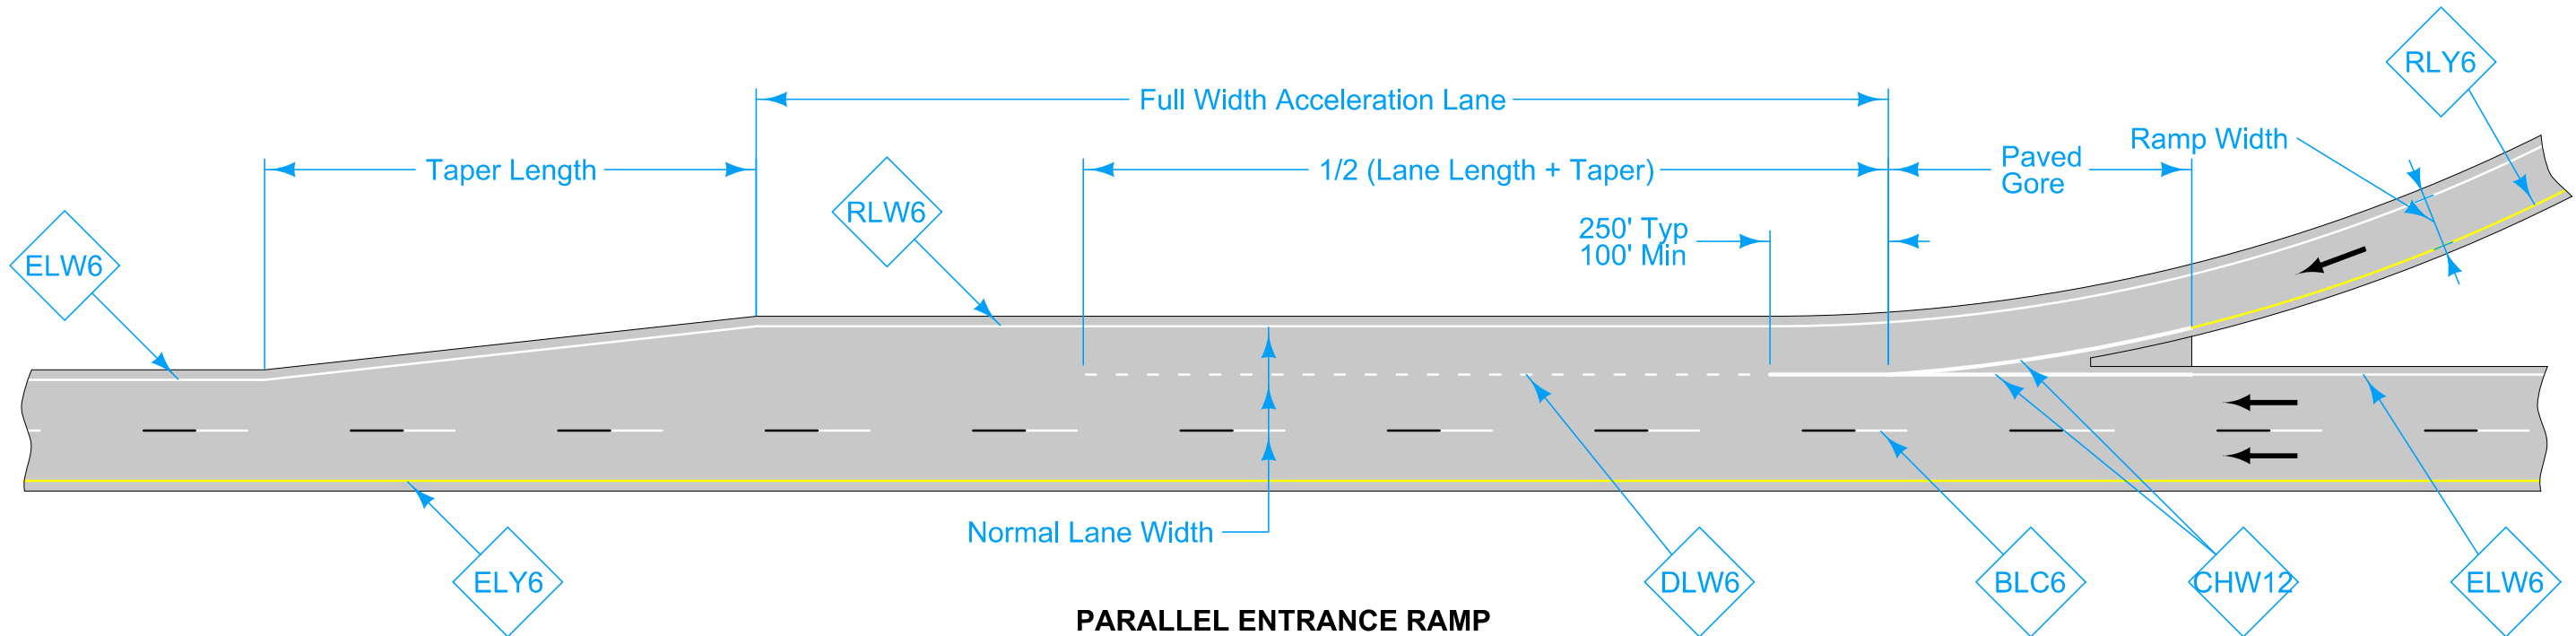 RLY6
Full Width Acceleration Lane
Ramp Width
Taper Length
1/2 (Lane Length + Taper)
Paved
Gore
RLW6
250' Typ
100' Min
ELW6
Normal Lane Width
ELY6
DLW6
BLC6
CHW12
ELW6
PARALLEL ENTRANCE RAMP